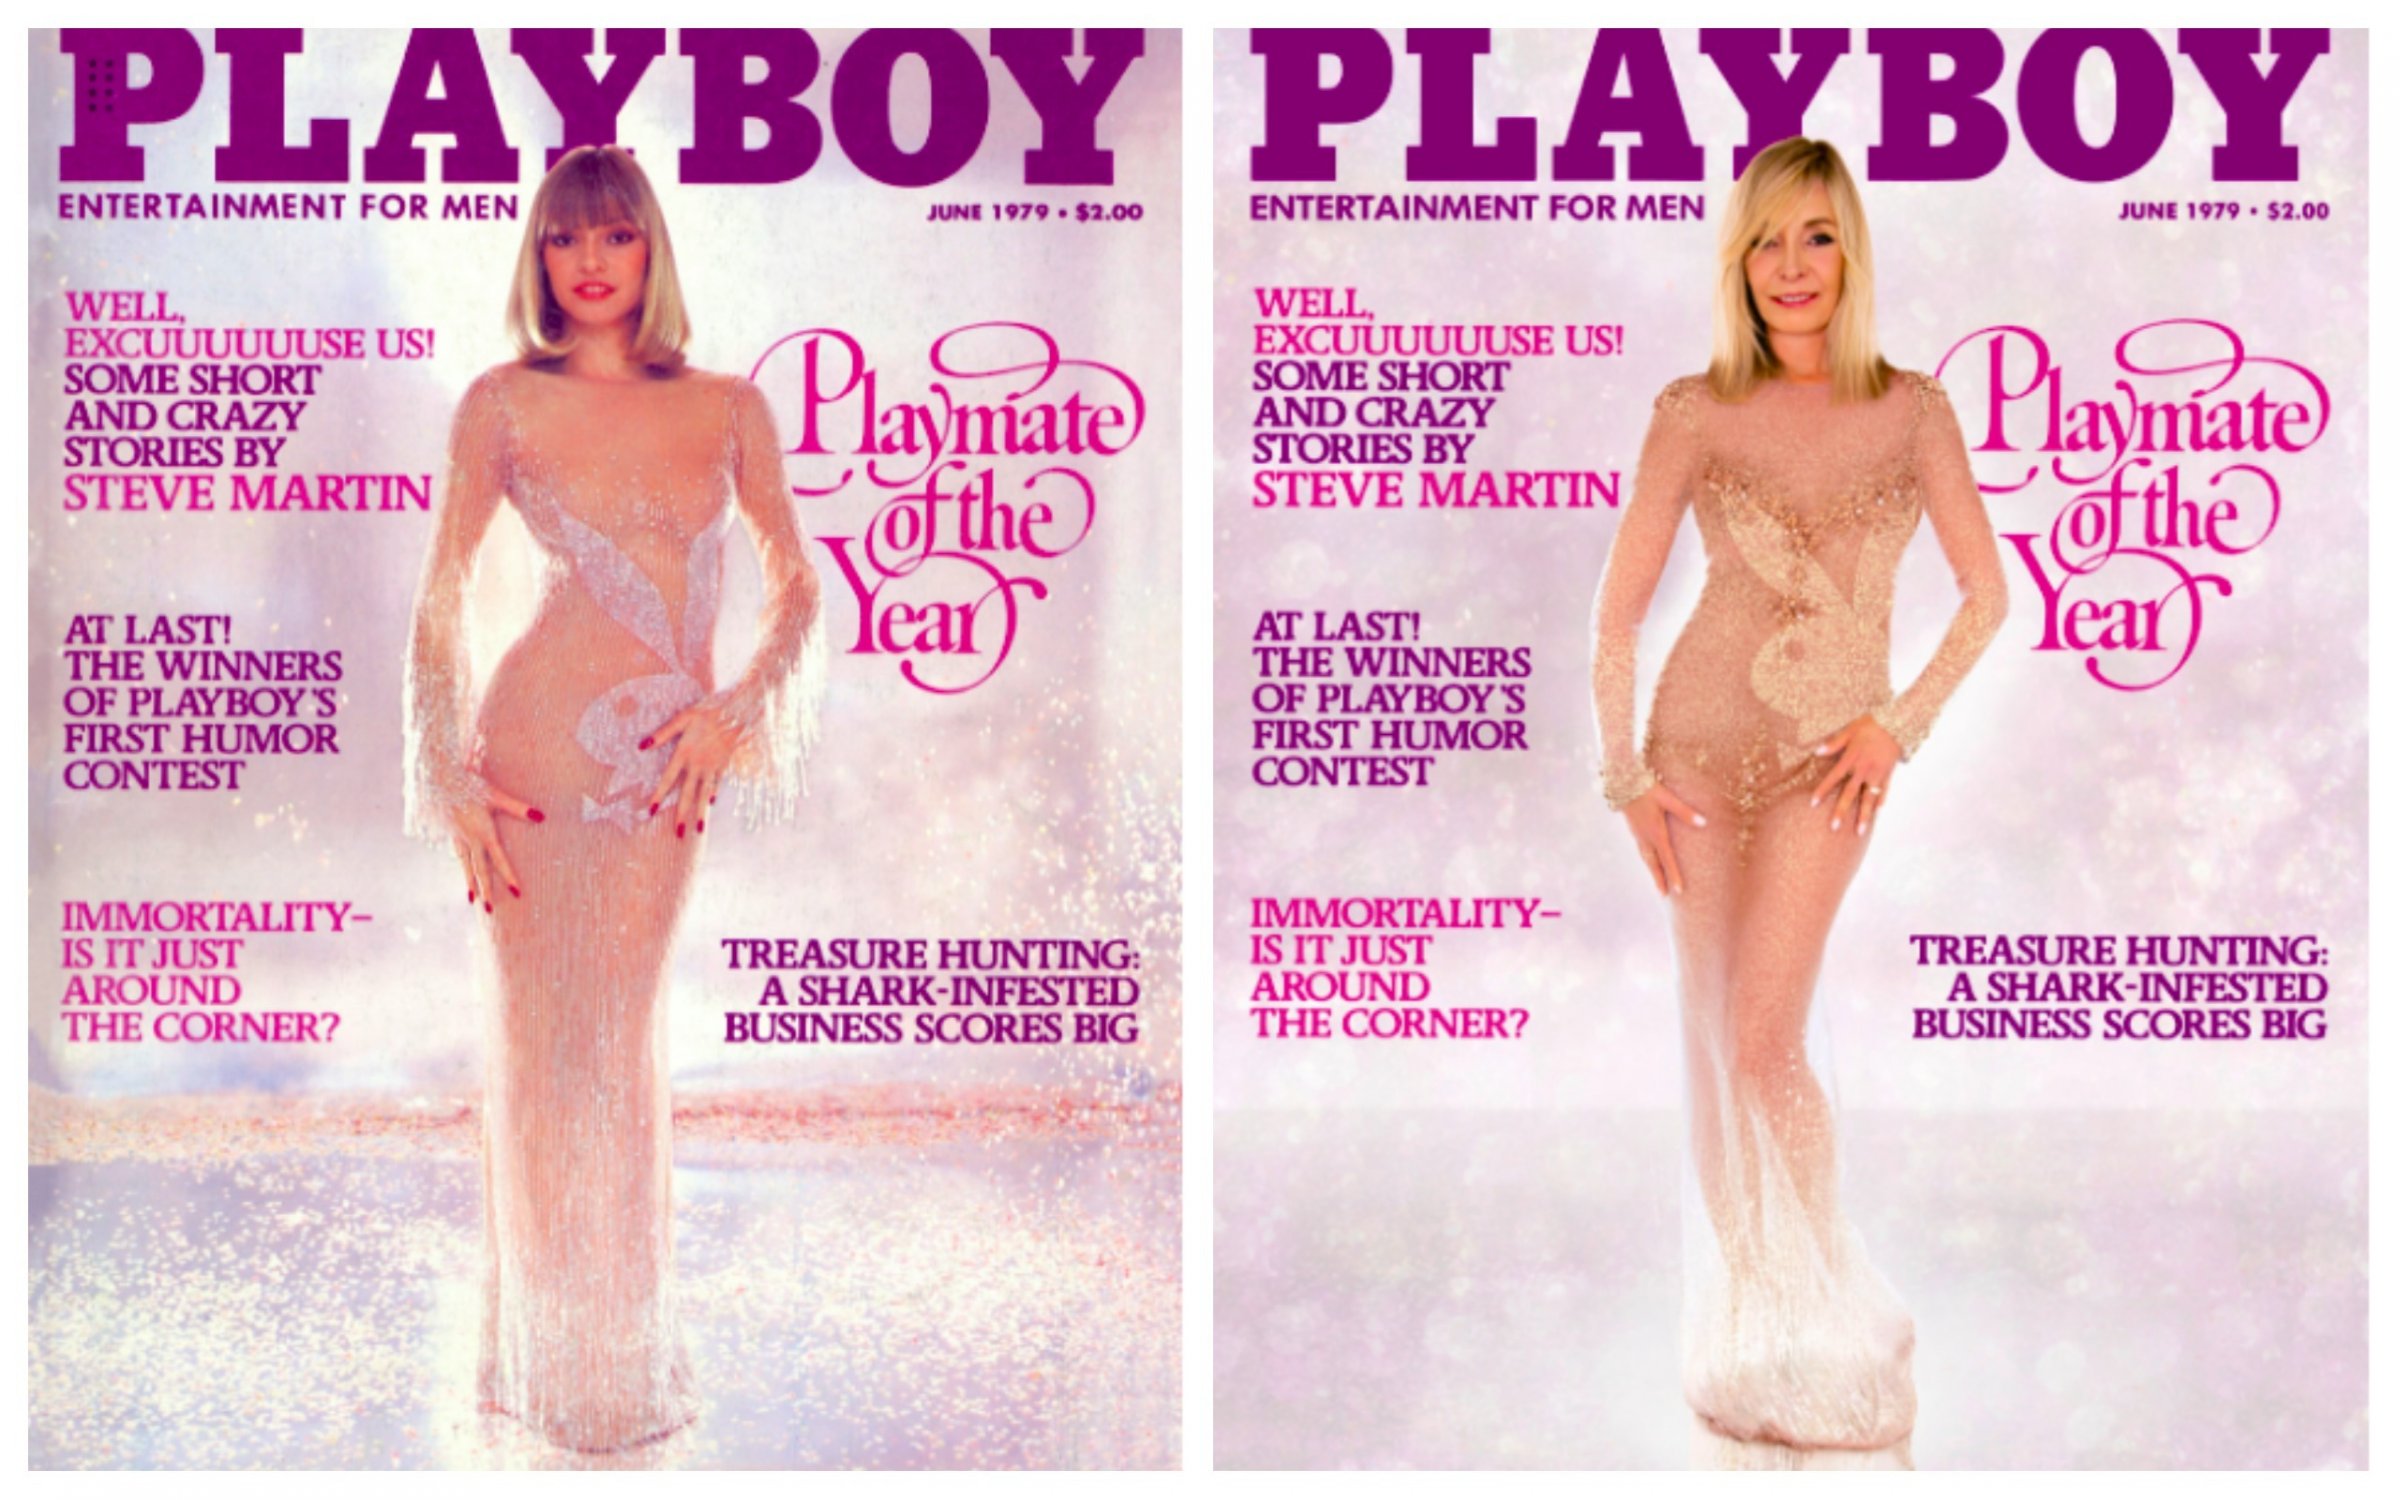 PLAYBOY
ENTERTAINMENT FOR MEN
JUNE 1979 • $2.00
WELL,
EXCUUUUUUUSE US!
SOME SHORT
AND CRAZY
STORIES BY
STEVE MARTIN
Playmate
of the
Year
AT LAST!
THE WINNERS
OF PLAYBOY'S
FIRST HUMOR
CONTEST
IMMORTALITY–
IS IT JUST
AROUND
THE CORNER?
TREASURE HUNTING:
A SHARK-INFESTED
BUSINESS SCORES BIG
PLAYBOY
ENTERTAINMENT FOR MEN
JUNE 1979 • $2.00
WELL,
EXCUUUUUUUSE US!
SOME SHORT
AND CRAZY
STORIES BY
STEVE MARTIN
Playmate
of the
Year
AT LAST!
THE WINNERS
OF PLAYBOY'S
FIRST HUMOR
CONTEST
IMMORTALITY–
IS IT JUST
AROUND
THE CORNER?
TREASURE HUNTING:
A SHARK-INFESTED
BUSINESS SCORES BIG